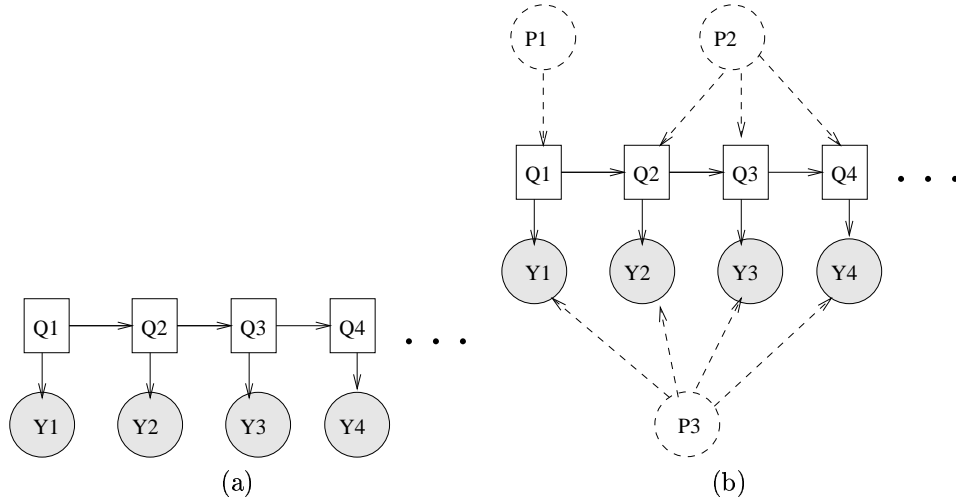 P1 P2
Q1 Q2 Q3 Q4 . . .
Y1 Y2 Y3 Y4
Q1 Q2 Q3 Q4 . . .
Y1 Y2 Y3 Y4
P3
(a) (b)